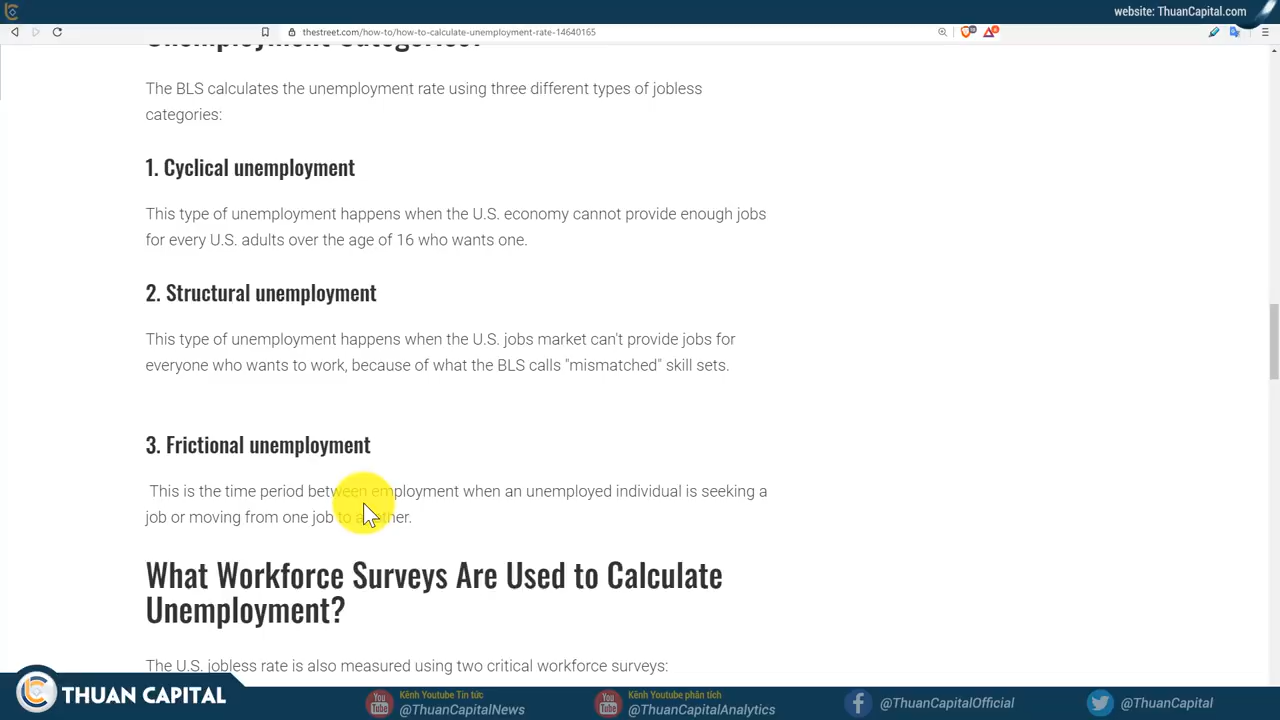 website: ThuanCapital.com
thestreet.com/how-to/how-to-calculate-unemployment-rate-14640165
Unemployment Categories?
The BLS calculates the unemployment rate using three different types of jobless
categories:
1. Cyclical unemployment
This type of unemployment happens when the U.S. economy cannot provide enough jobs
for every U.S. adults over the age of 16 who wants one.
2. Structural unemployment
This type of unemployment happens when the U.S. jobs market can't provide jobs for
everyone who wants to work, because of what the BLS calls "mismatched" skill sets.
3. Frictional unemployment
This is the time period between employment when an unemployed individual is seeking a
job or moving from one job to another.
What Workforce Surveys Are Used to Calculate
Unemployment?
The U.S. jobless rate is also measured using two critical workforce surveys:
THUAN CAPITAL
You Tube
Kênh Youtube Tin tức
@ThuanCapitalNews
You Tube
Kênh Youtube phân tích
@ThuanCapitalAnalytics
@ThuanCapitalOfficial
@ThuanCapital